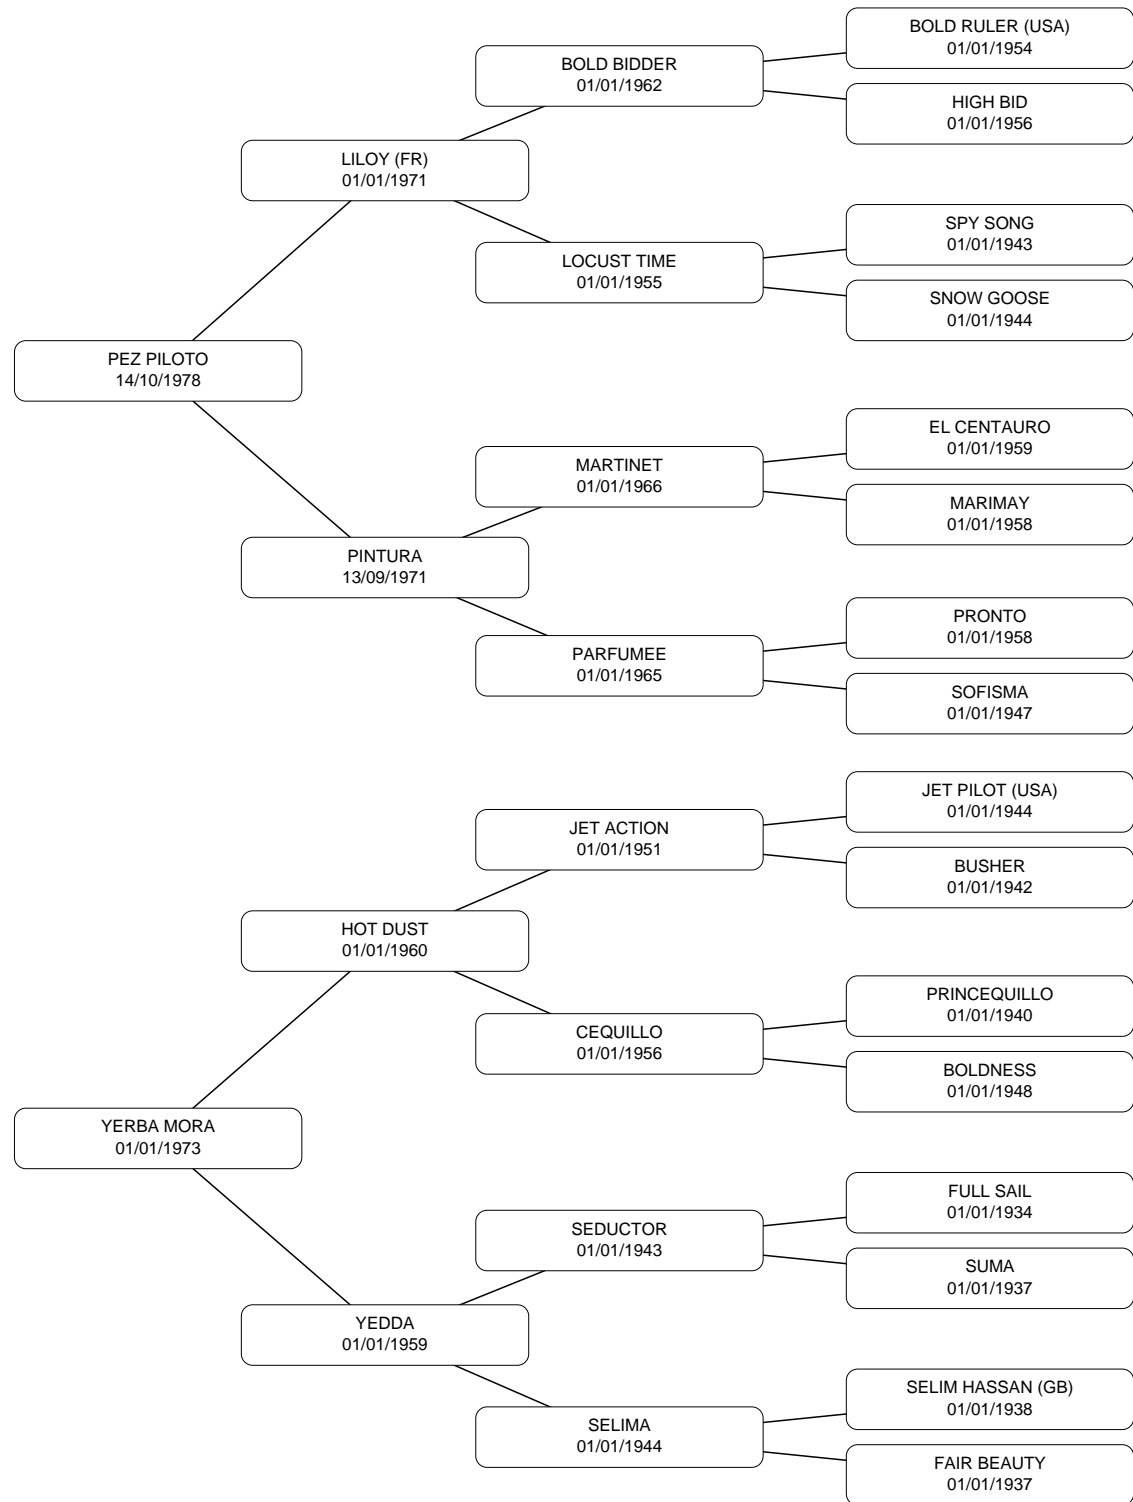 BOLD RULER (USA)
01/01/1954
BOLD BIDDER
01/01/1962
HIGH BID
01/01/1956
LILOY (FR)
01/01/1971
SPY SONG
01/01/1943
LOCUST TIME
01/01/1955
SNOW GOOSE
01/01/1944
PEZ PILOTO
14/10/1978
EL CENTAURO
01/01/1959
MARTINET
01/01/1966
MARIMAY
01/01/1958
PINTURA
13/09/1971
PRONTO
01/01/1958
PARFUMEE
01/01/1965
SOFISMA
01/01/1947
JET PILOT (USA)
01/01/1944
JET ACTION
01/01/1951
BUSHER
01/01/1942
HOT DUST
01/01/1960
PRINCEQUILLO
01/01/1940
CEQUILLO
01/01/1956
BOLDNESS
01/01/1948
YERBA MORA
01/01/1973
FULL SAIL
01/01/1934
SEDUCTOR
01/01/1943
SUMA
01/01/1937
YEDDA
01/01/1959
SELIM HASSAN (GB)
01/01/1938
SELIMA
01/01/1944
FAIR BEAUTY
01/01/1937